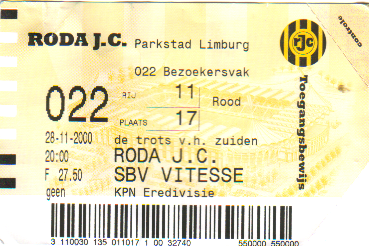 RODA J.C. Parkstad Limburg
RJC
controle
022 Bezoekersvak
022
RIJ 11 Rood
PLAATS 17
Toegangsbewijs
28-11-2000 de trots v.h. zuiden
20:00 RODA J.C.
F 27.50 SBV VITESSE
geen KPN Eredivisie
3 110030 135 011017 1 00 32740 550000 550000